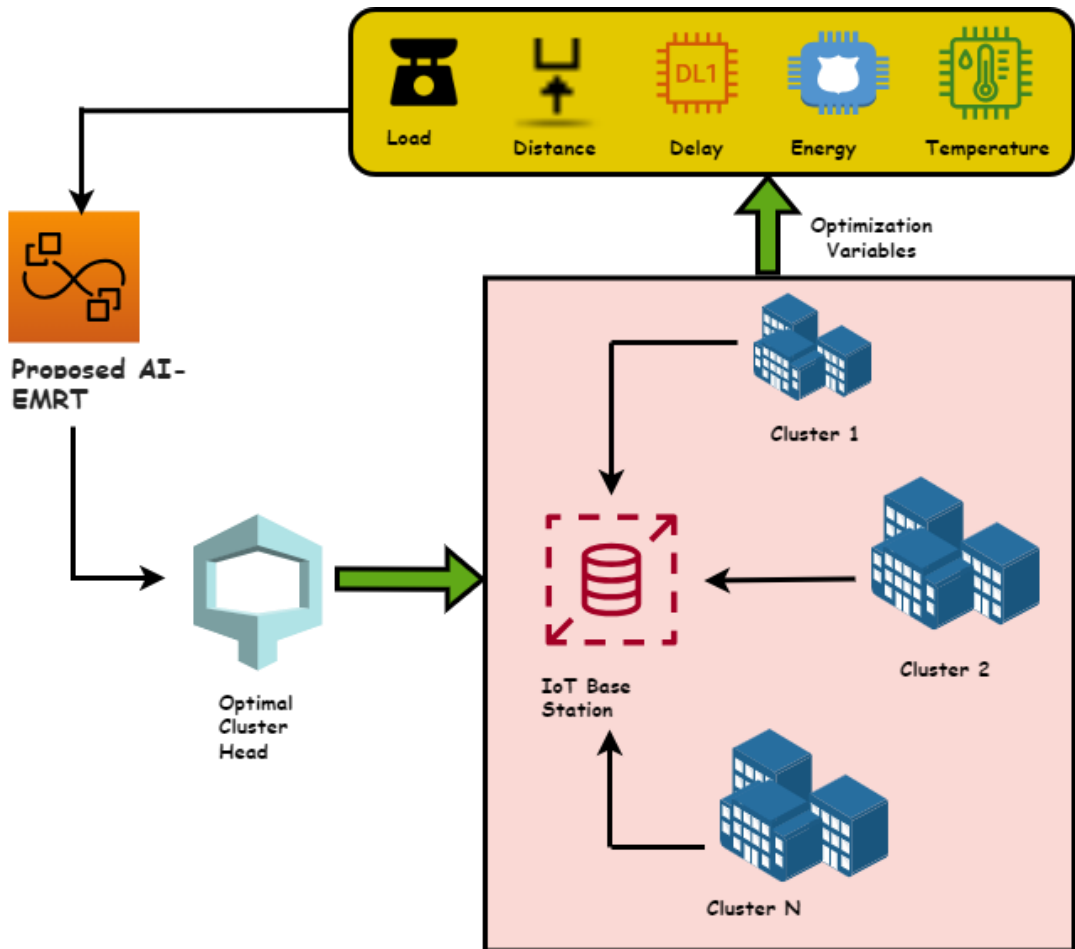 Load
Distance
DL1
Delay
Energy
Temperature
Optimization
Variables
Proposed AI-
EMRT
Cluster 1
Cluster 2
IoT Base
Station
Optimal
Cluster
Head
Cluster N